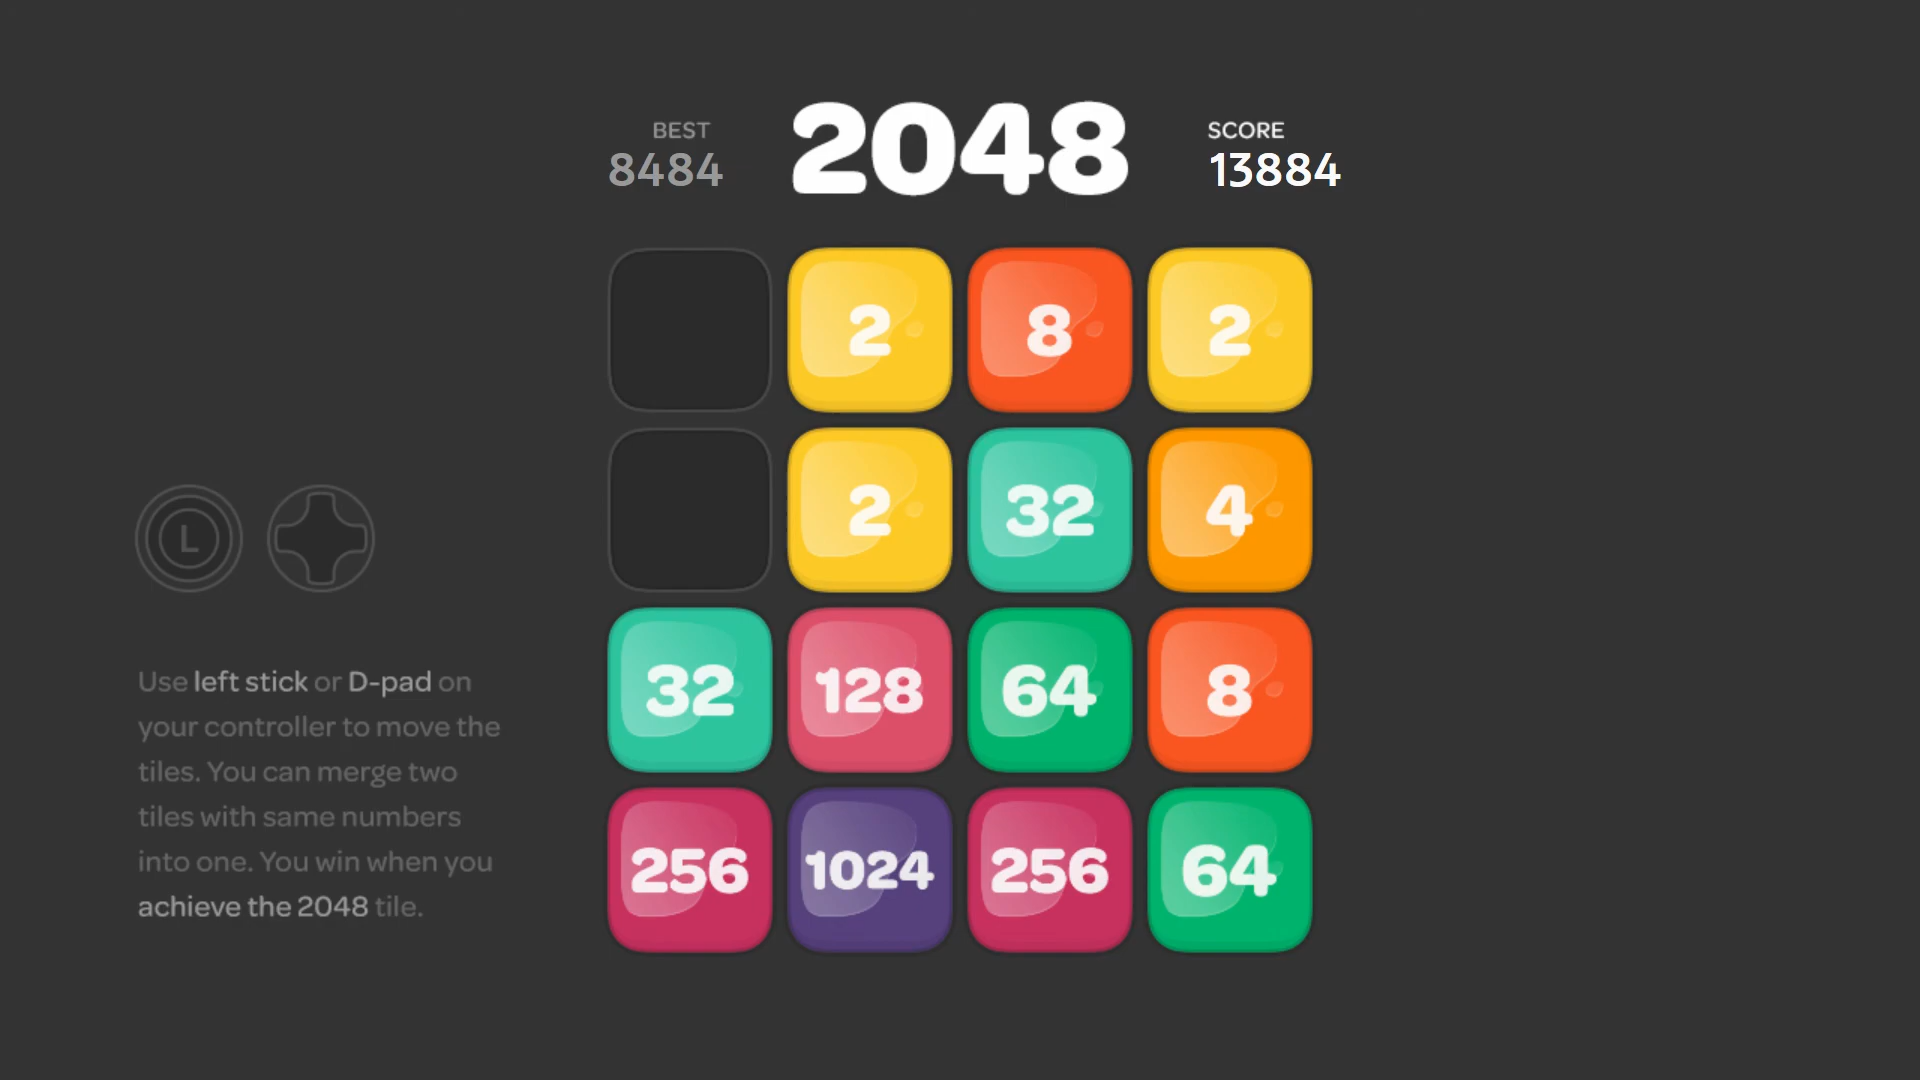 BEST
8484
2048
SCORE
13884
2 8 2
2 32 4
32 128 64 8
256 1024 256 64
L
Use left stick or D-pad on
your controller to move the
tiles. You can merge two
tiles with same numbers
into one. You win when you
achieve the 2048 tile.